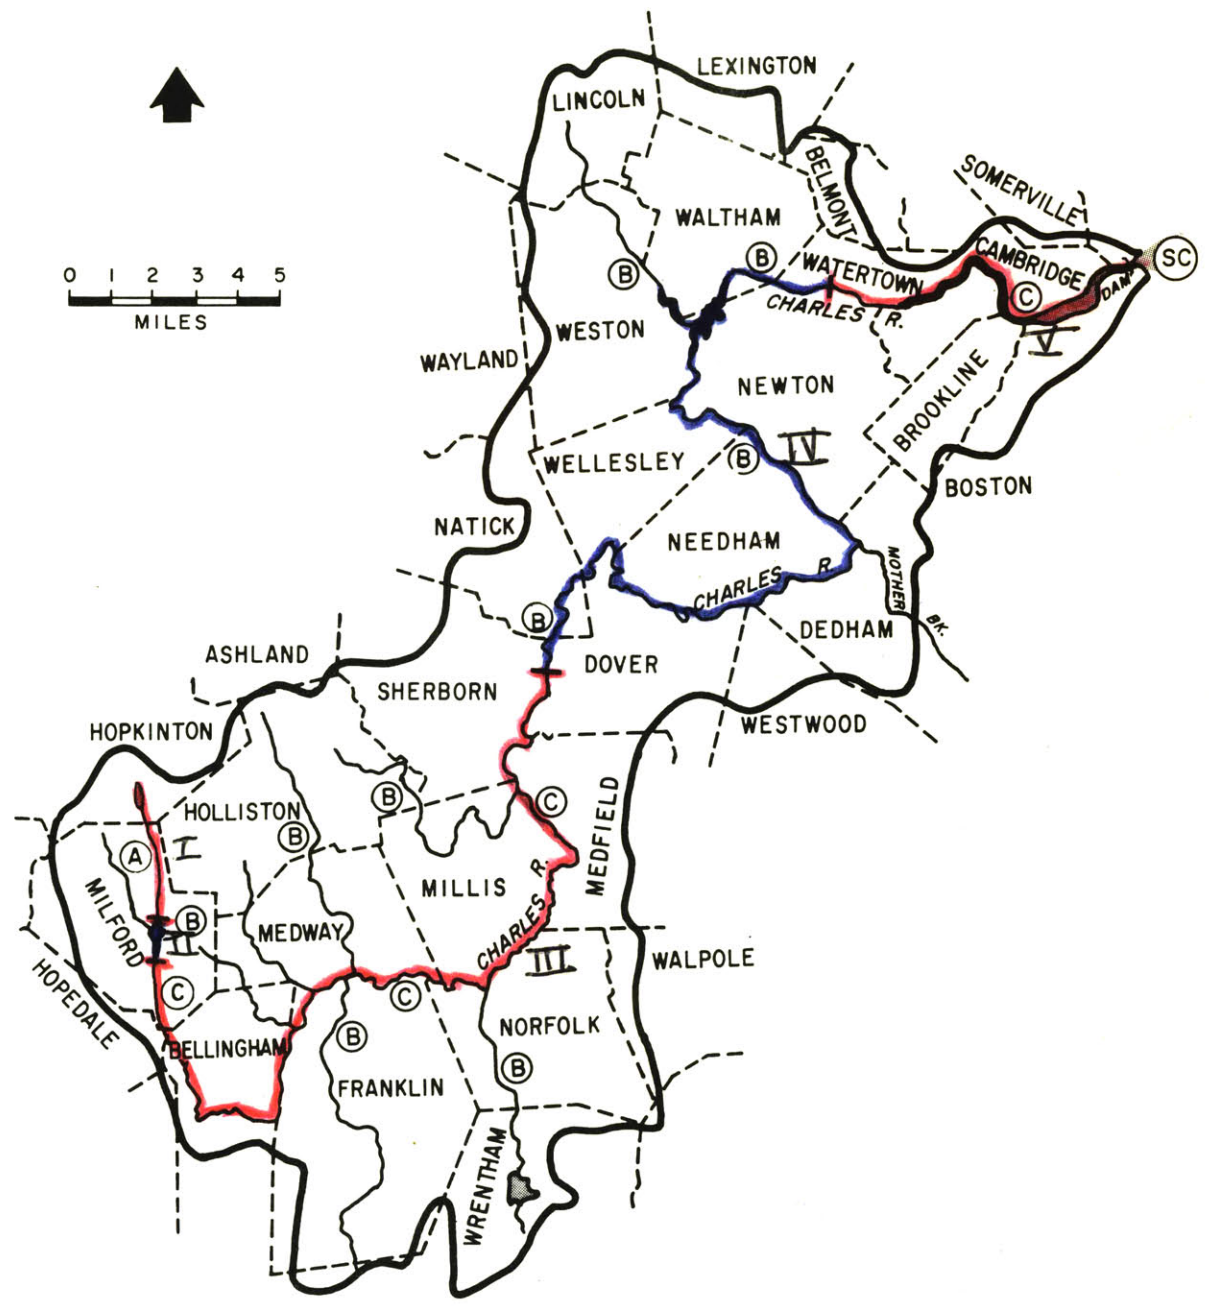 LEXINGTON
LINCOLN
BELMONT
SOMERVILLE
WALTHAM
CAMBRIDGE
SC
B
B
WATERTOWN
C
DAM
0 1 2 3 4 5
MILES
CHARLES R.
V
WESTON
WAYLAND
NEWTON
BROOKLINE
IV
B
WELLESLEY
BOSTON
NATICK
NEEDHAM
MOTHER
BK.
CHARLES R.
B
DEDHAM
ASHLAND
DOVER
SHERBORN
HOPKINTON
WESTWOOD
HOLLISTON
B
B
C
MEDFIELD
A
I
MILLIS
CHARLES R.
MILFORD
B
II
MEDWAY
III
WALPOLE
HOPEDALE
C
C
NORFOLK
BELLINGHAM
B
B
FRANKLIN
WRENTHAM